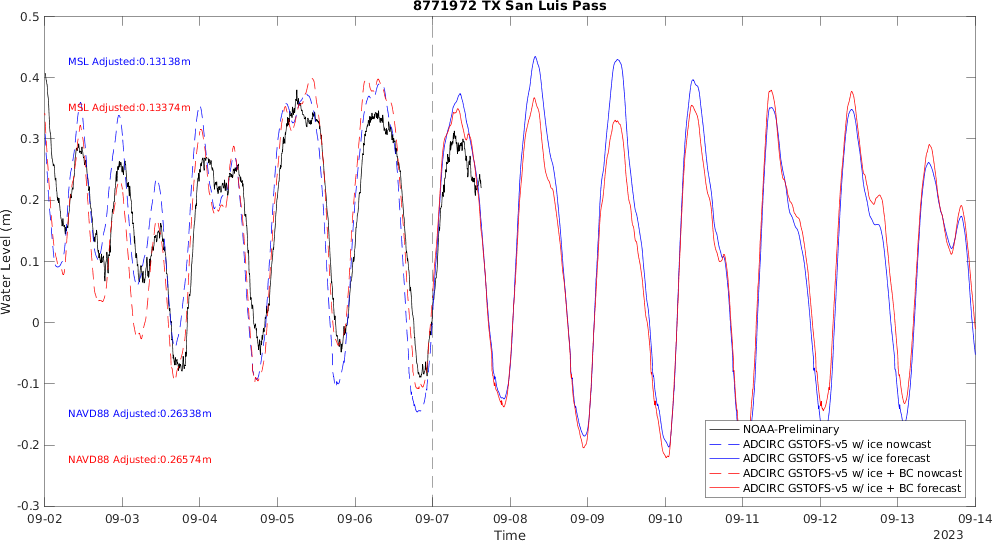 8771972 TX San Luis Pass
0.5
0.4
0.3
0.2
0.1
0
-0.1
-0.2
-0.3
Water Level (m)
MSL Adjusted:0.13138m
MSL Adjusted:0.13374m
NAVD88 Adjusted:0.26338m
NAVD88 Adjusted:0.26574m
NOAA-Preliminary
ADCIRC GSTOFS-v5 w/ ice nowcast
ADCIRC GSTOFS-v5 w/ ice forecast
ADCIRC GSTOFS-v5 w/ ice + BC nowcast
ADCIRC GSTOFS-v5 w/ ice + BC forecast
09-02 09-03 09-04 09-05 09-06 09-07 09-08 09-09 09-10 09-11 09-12 09-13 09-14
Time
2023